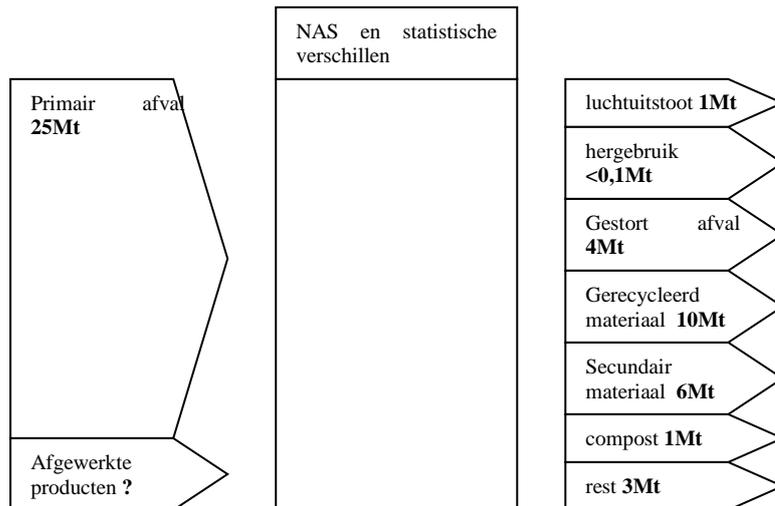 NAS en statistische
verschillen
Primair afval
25Mt
Afgewerkte
producten ?
luchtuitstoot 1Mt
hergebruik
<0,1Mt
Gestort afval
4Mt
Gerecycleerd
materiaal 10Mt
Secundair
materiaal 6Mt
compost 1Mt
rest 3Mt